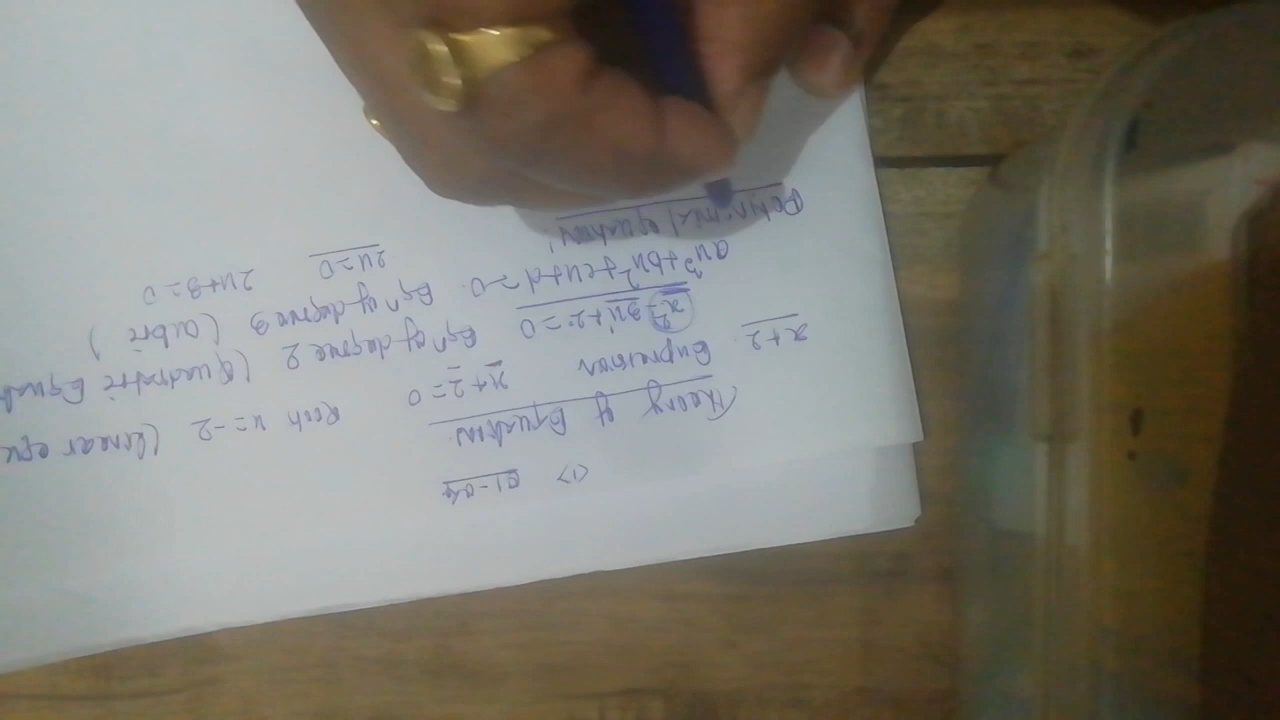 (1) 01-04
Theory of Equation
x+2 Expression x+2=0 Root x=-2 (linear equ
x²-3x+2=0 Eqⁿ of degree 2 (Quadratic Equati
ax³+bx²+cx+d=0. Eqⁿ of degree 3 (cubic)
Polynomial equation: 2x=0 2x+3=0